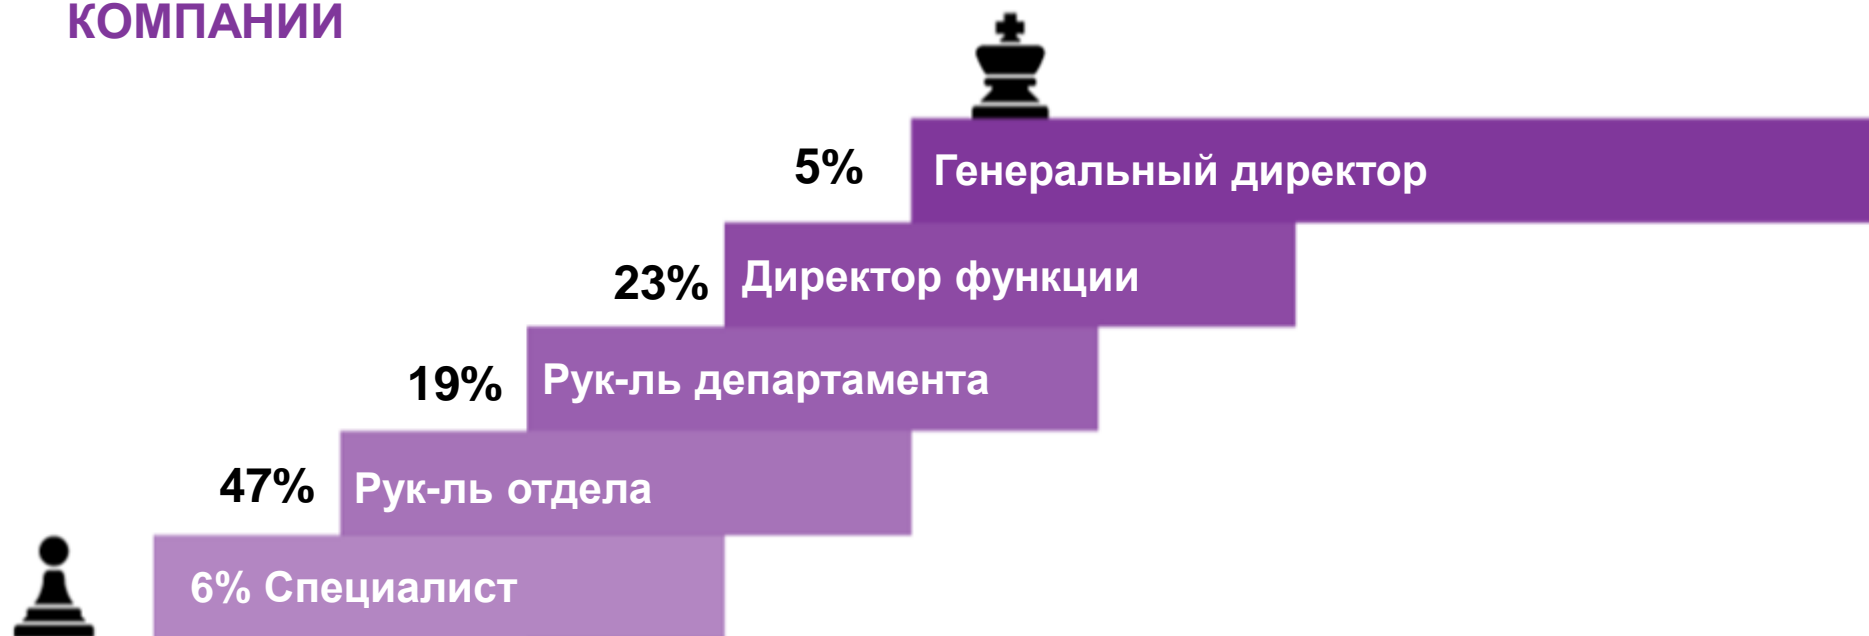 КОМПАНИИ
5% Генеральный директор
23% Директор функции
19% Рук-ль департамента
47% Рук-ль отдела
6% Специалист